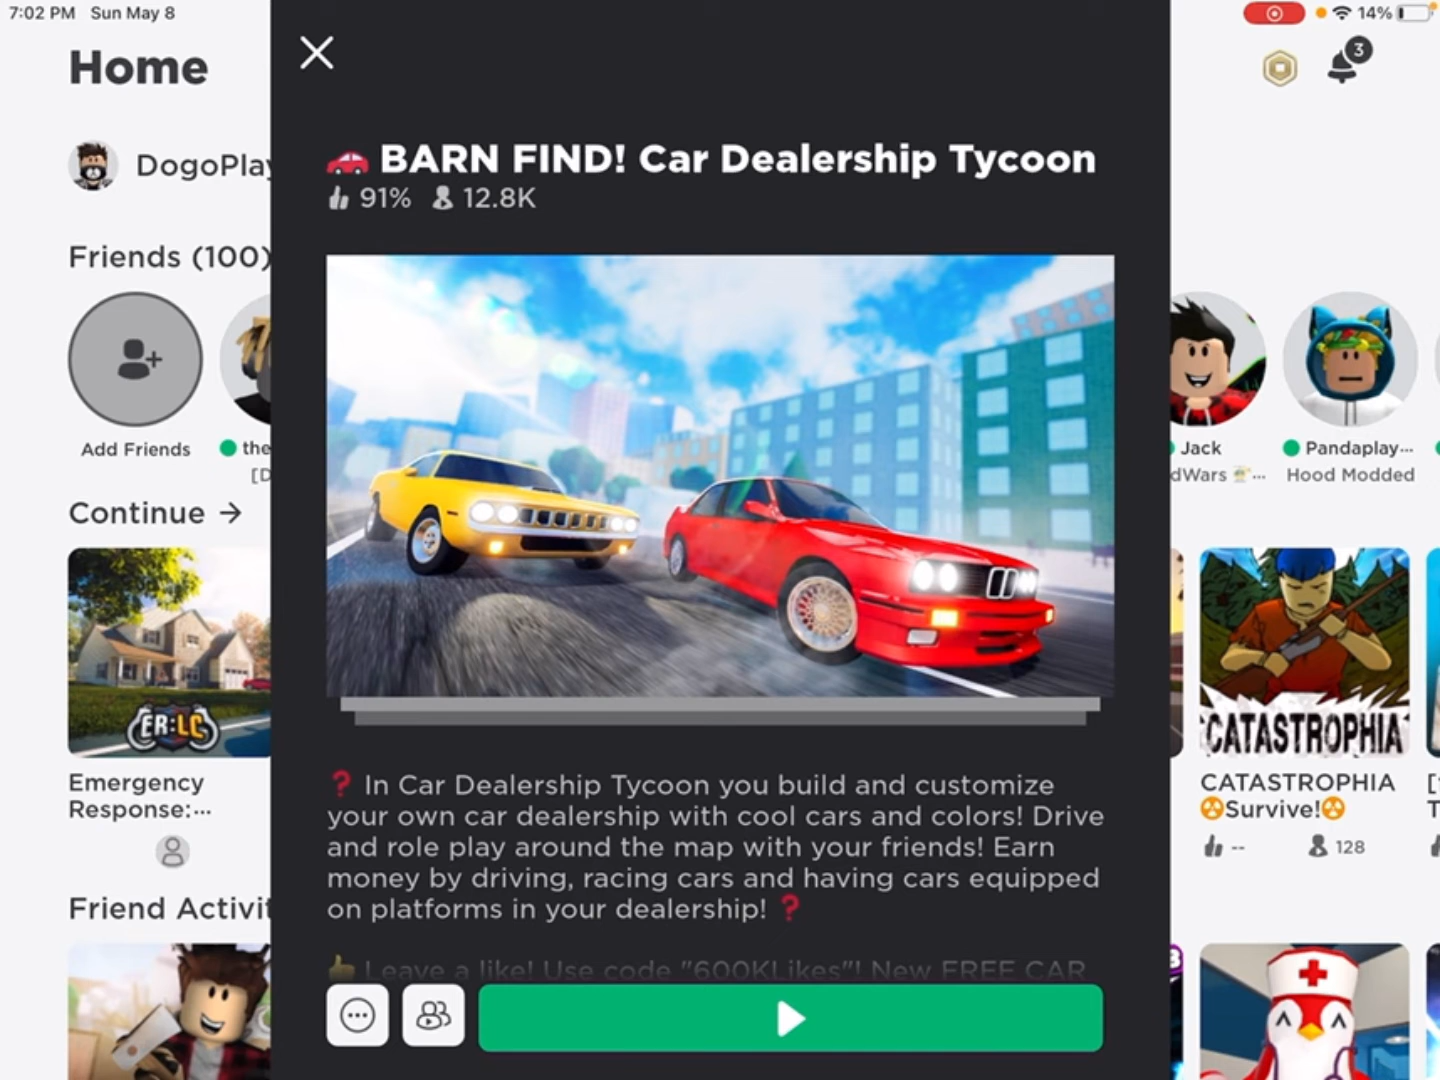 7:02 PM Sun May 8
14%
Home
3
DogoPlay
BARN FIND! Car Dealership Tycoon
91% 12.8K
Friends (100)
Add Friends
the
[D
Jack
dWars
Pandaplay...
Hood Modded
Continue →
ER:LC
Emergency
Response:...
CATASTROPHIA
CATASTROPHIA
☢Survive!☢
-- 128
❓ In Car Dealership Tycoon you build and customize
your own car dealership with cool cars and colors! Drive
and role play around the map with your friends! Earn
money by driving, racing cars and having cars equipped
on platforms in your dealership! ❓
👍 Leave a like! Use code "600KLikes"! New FREE CAR
Friend Activit